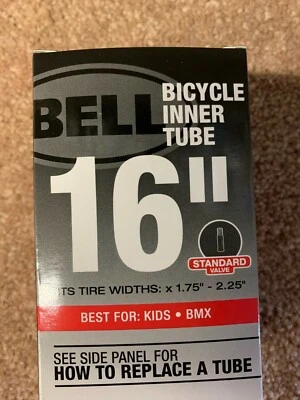 BELL
BICYCLE
INNER
TUBE
16"
STANDARD
VALVE
TS TIRE WIDTHS: x 1.75" - 2.25"
BEST FOR: KIDS • BMX
SEE SIDE PANEL FOR
HOW TO REPLACE A TUBE